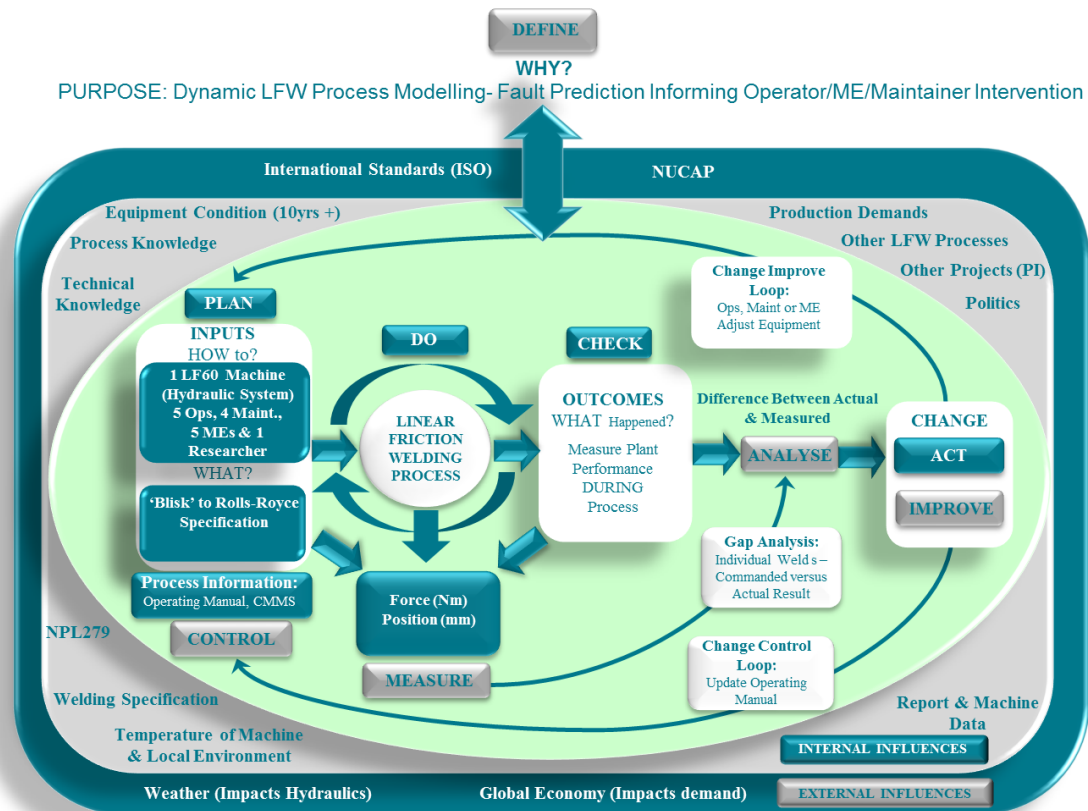 DEFINE
WHY?
PURPOSE: Dynamic LFW Process Modelling- Fault Prediction Informing Operator/ME/Maintainer Intervention
International Standards (ISO)
NUCAP
Equipment Condition (10yrs +)
Production Demands
Process Knowledge
Other LFW Processes
Technical
Knowledge
Other Projects (PI)
Politics
PLAN
INPUTS
HOW to?
1 LF60 Machine
(Hydraulic System)
5 Ops, 4 Maint.,
5 MEs & 1
Researcher
WHAT?
‘Blisk’ to Rolls-Royce
Specification
Process Information:
Operating Manual, CMMS
CONTROL
DO
LINEAR
FRICTION
WELDING
PROCESS
Force (Nm)
Position (mm)
MEASURE
CHECK
OUTCOMES
WHAT Happened?
Measure Plant
Performance
DURING
Process
Change Improve
Loop:
Ops, Maint or ME
Adjust Equipment
Difference Between Actual
& Measured
ANALYSE
CHANGE
ACT
IMPROVE
Gap Analysis:
Individual Weld s –
Commanded versus
Actual Result
Change Control
Loop:
Update Operating
Manual
NPL279
Welding Specification
Temperature of Machine
& Local Environment
Report & Machine
Data
INTERNAL INFLUENCES
Weather (Impacts Hydraulics)
Global Economy (Impacts demand)
EXTERNAL INFLUENCES